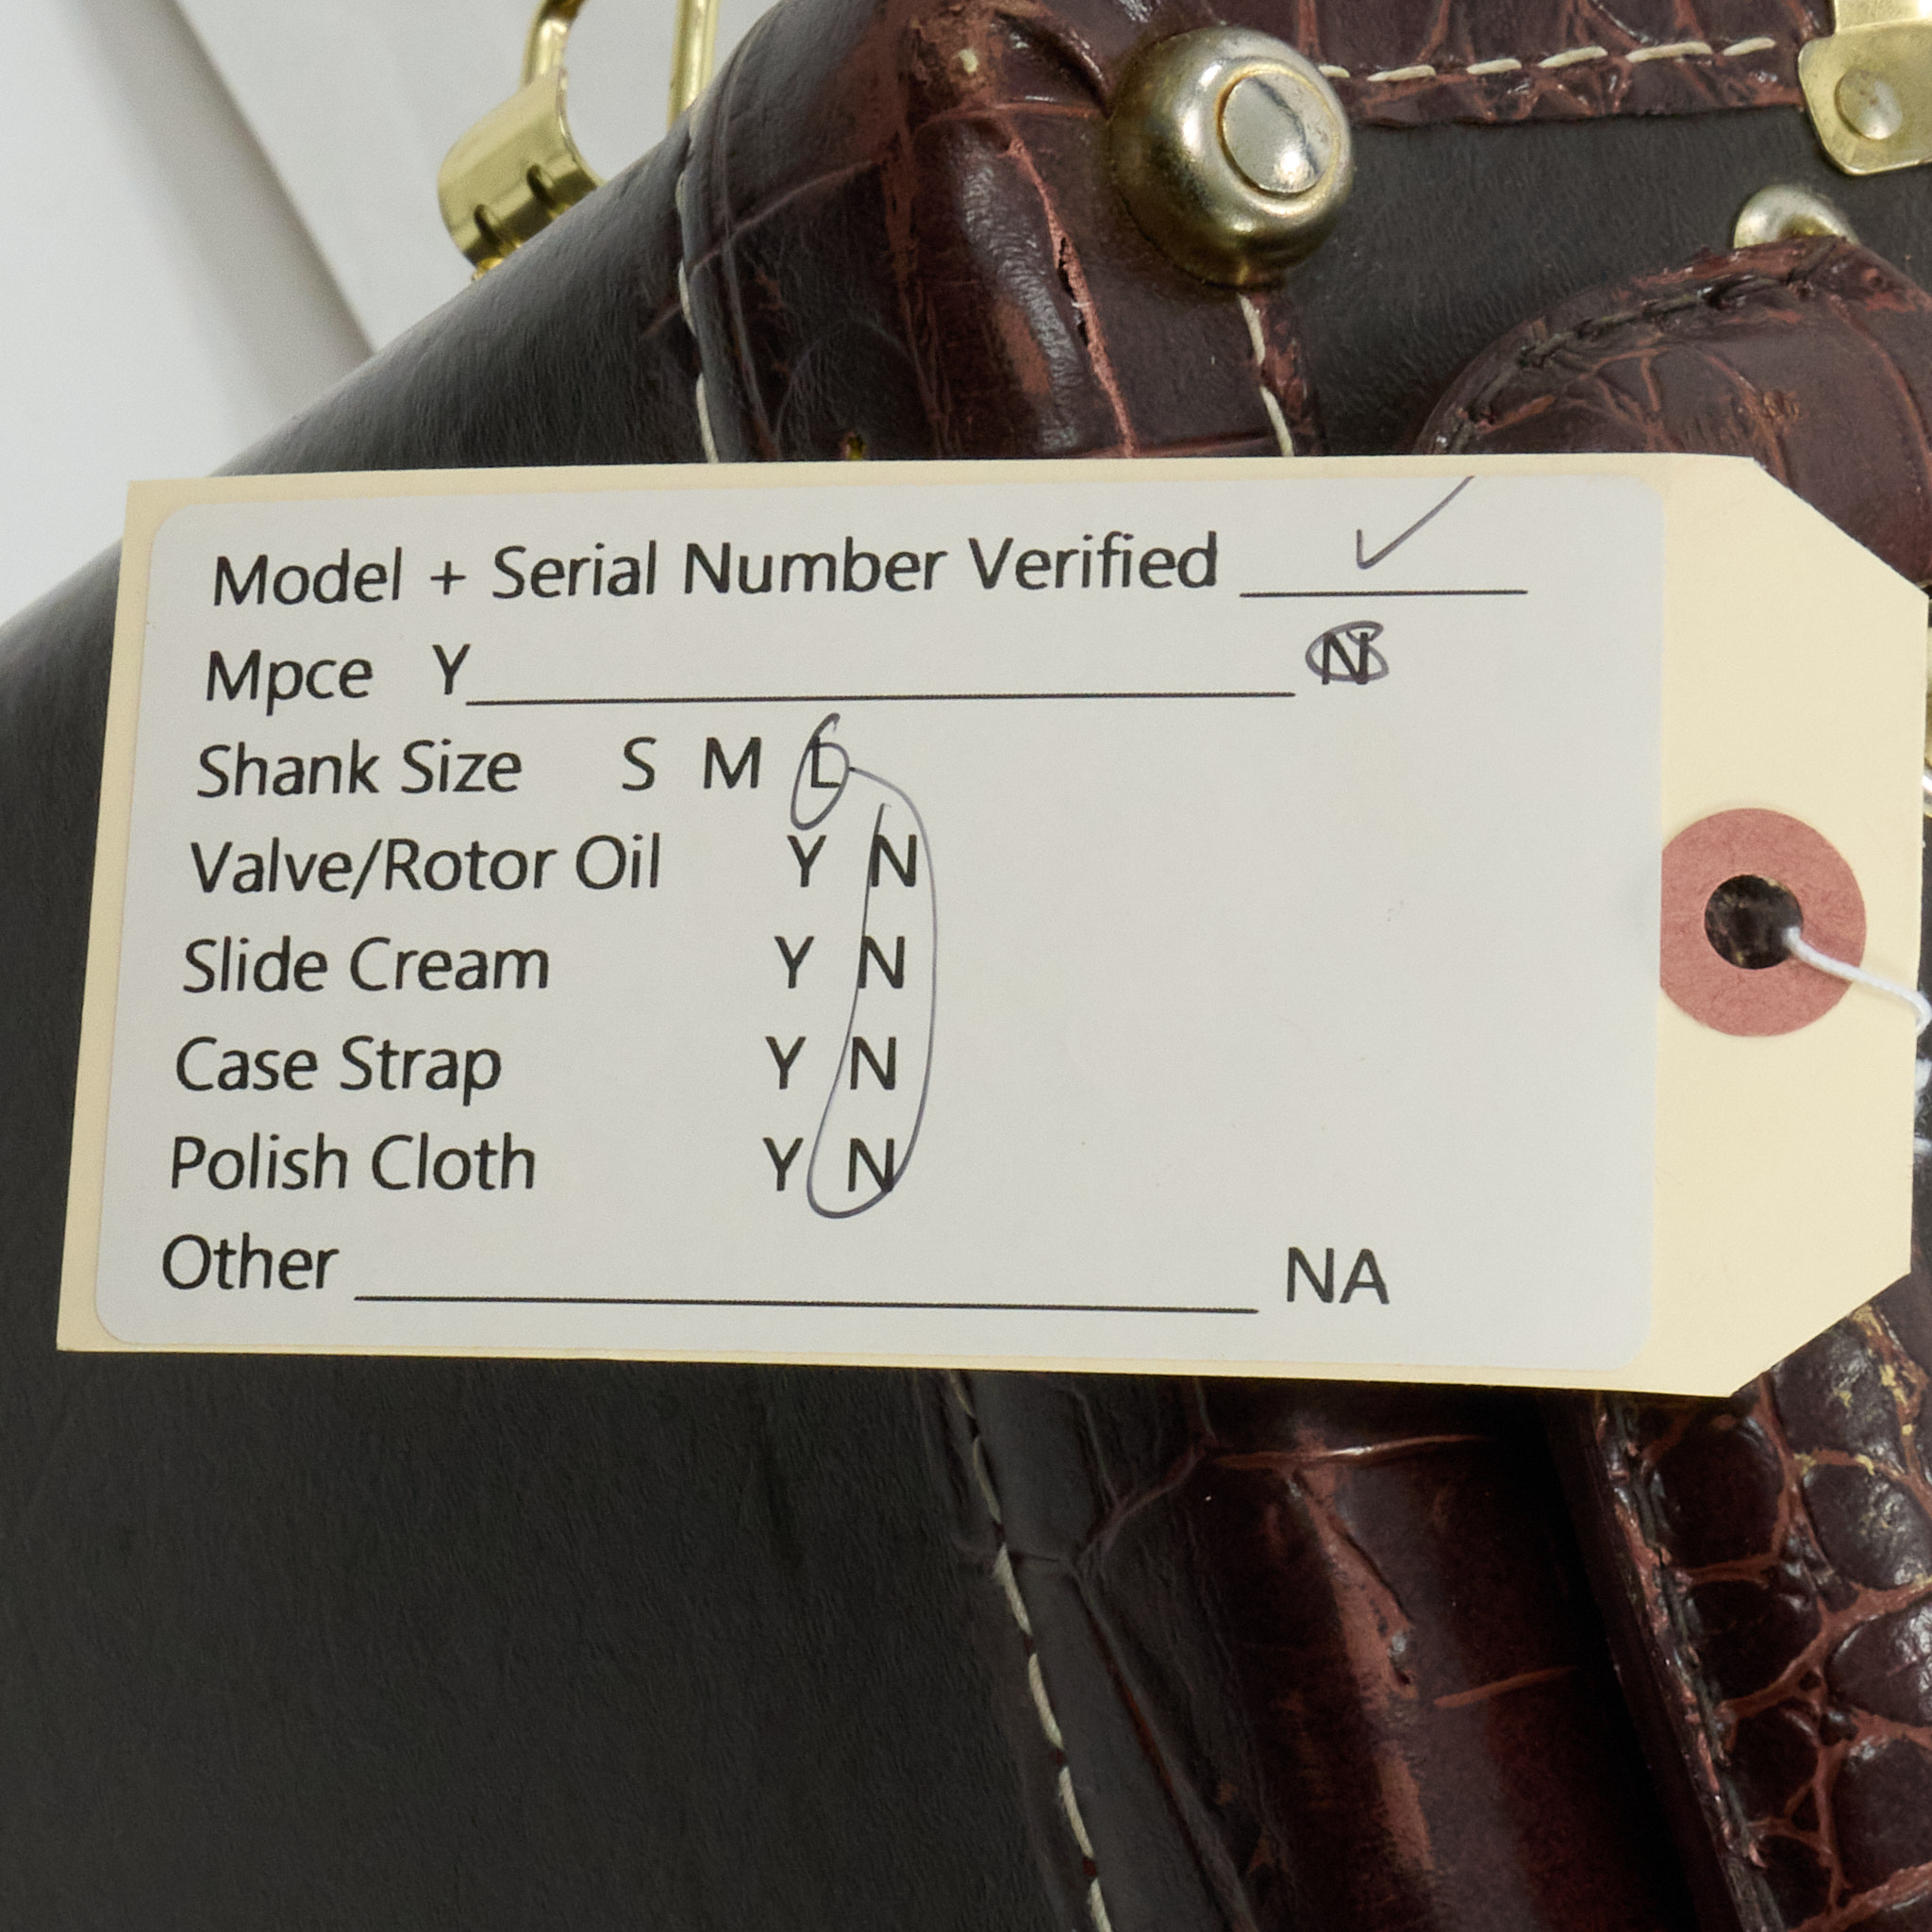 Model + Serial Number Verified ✓
Mpce Y N
Shank Size S M L
Valve/Rotor Oil Y N
Slide Cream Y N
Case Strap Y N
Polish Cloth Y N
Other NA